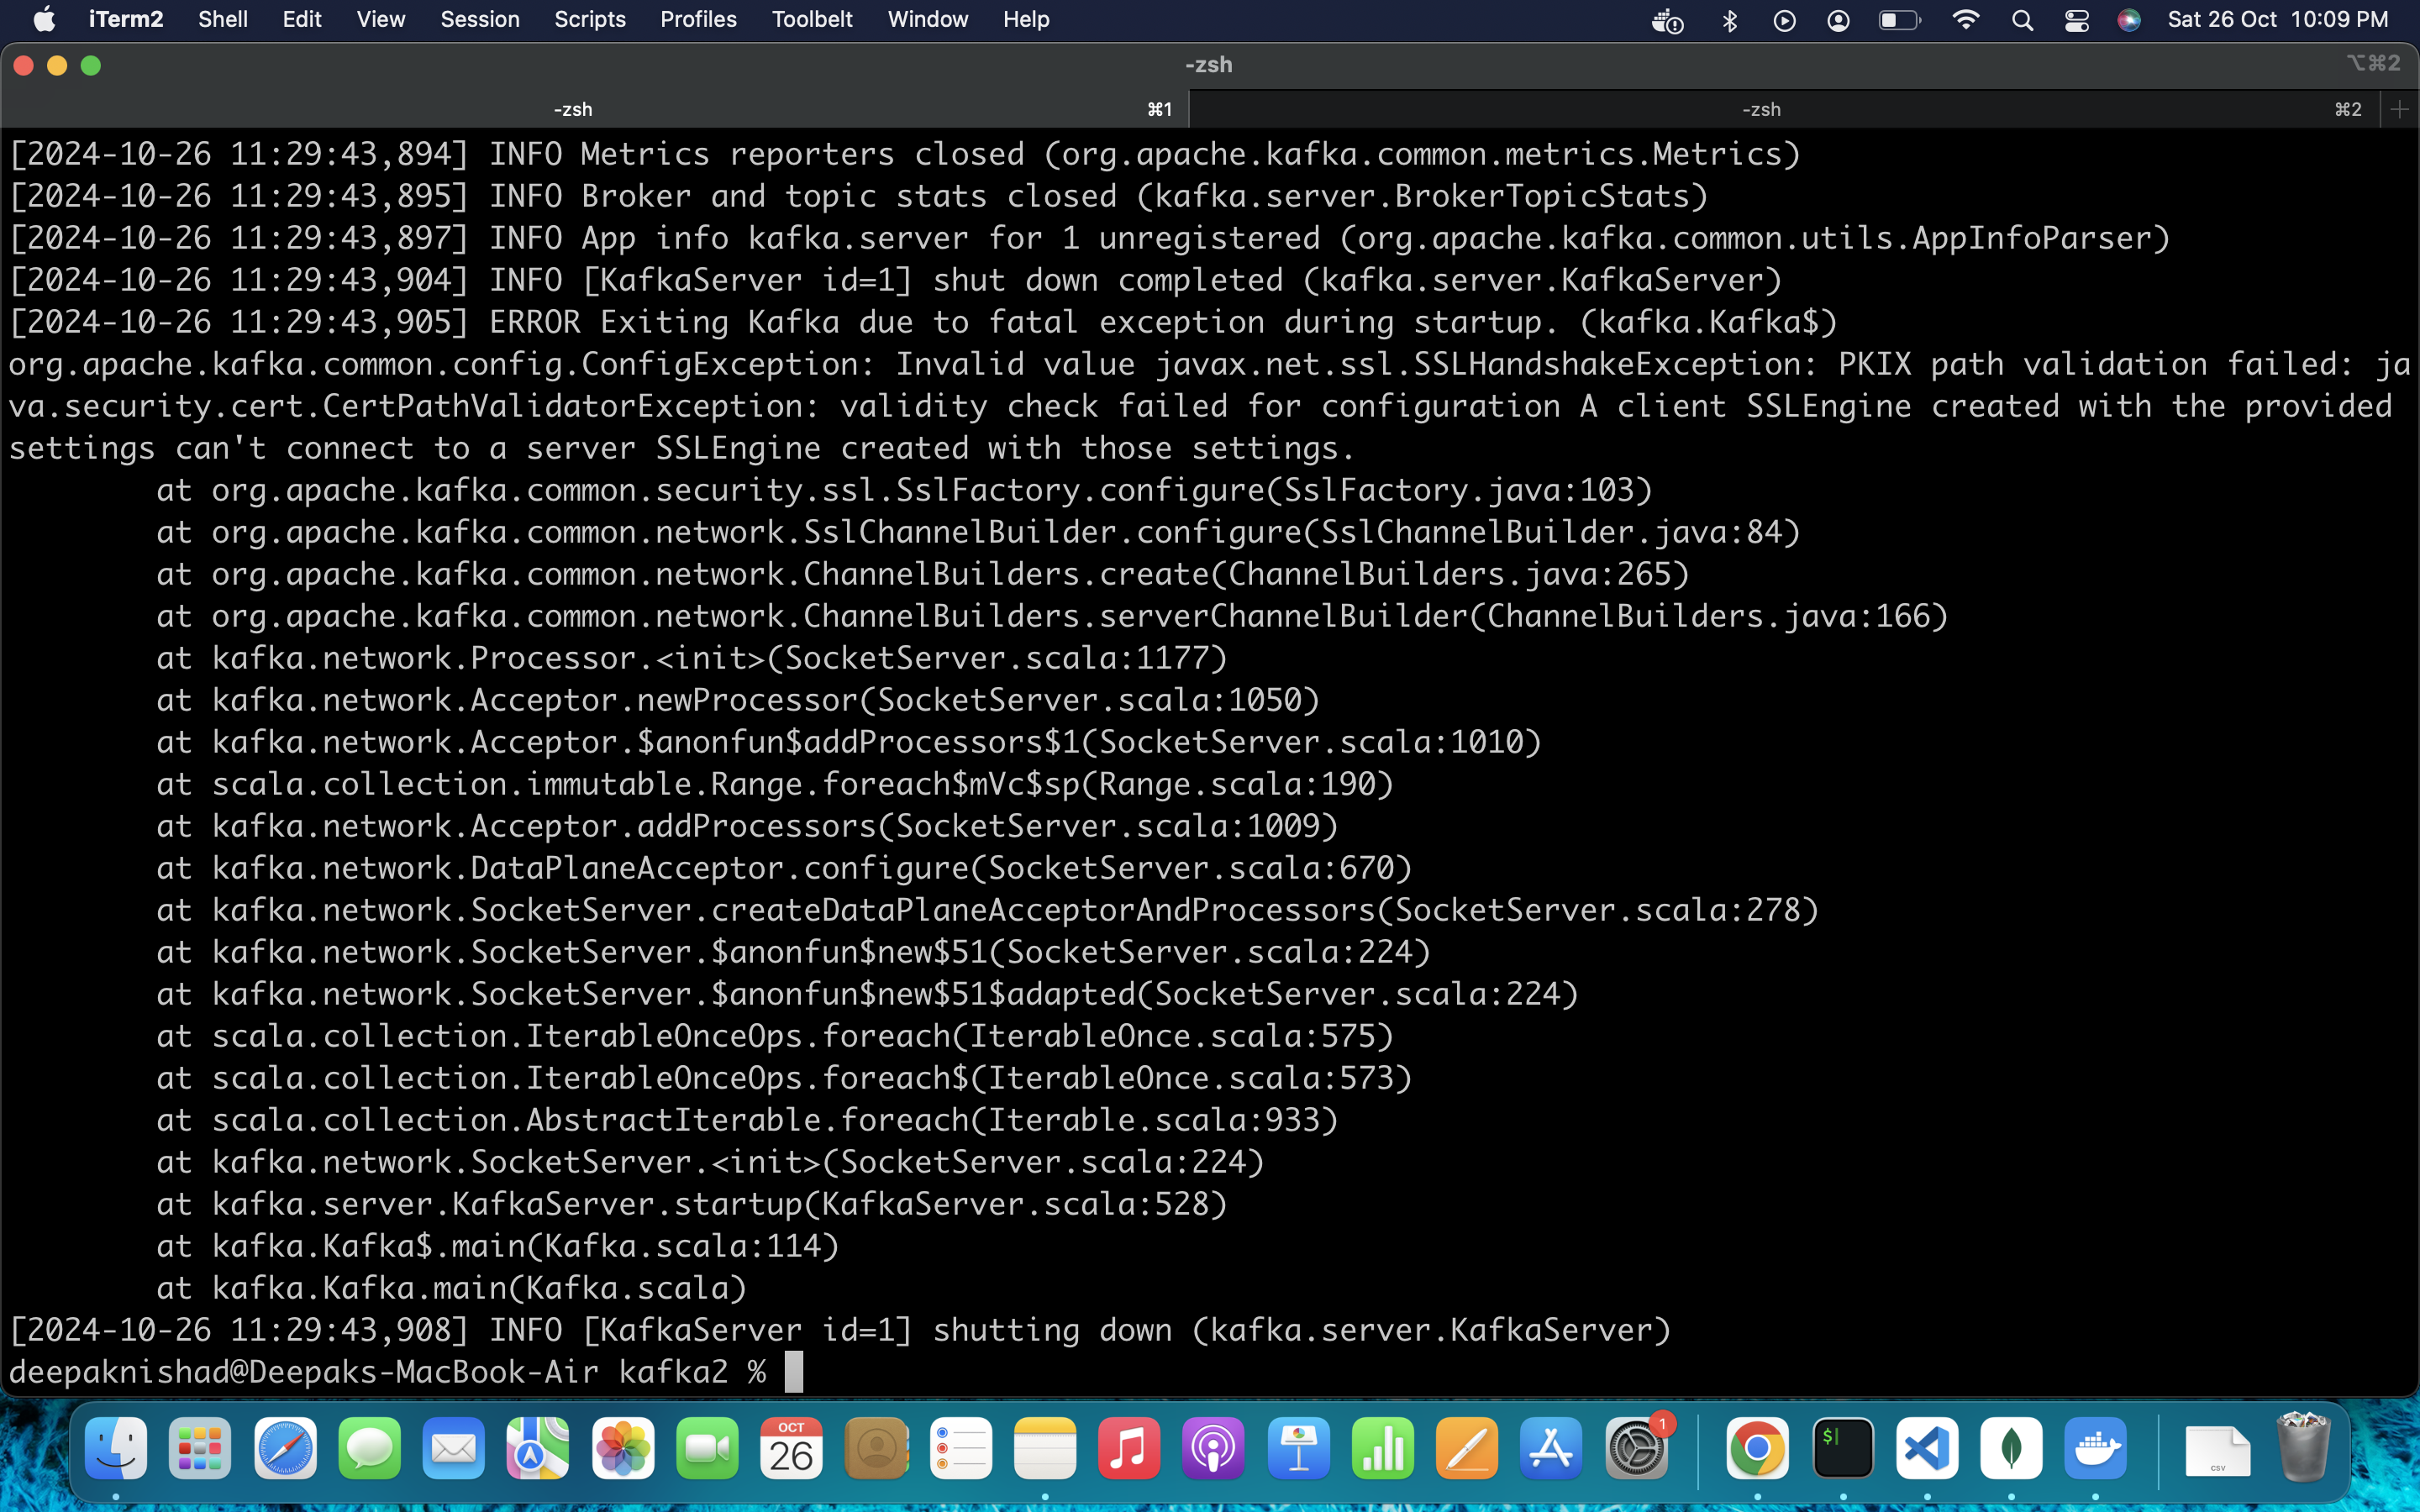 iTerm2 Shell Edit View Session Scripts Profiles Toolbelt Window Help Sat 26 Oct 10:09 PM
-zsh ⌥⌘2
-zsh ⌘1 -zsh ⌘2
[2024-10-26 11:29:43,894] INFO Metrics reporters closed (org.apache.kafka.common.metrics.Metrics)
[2024-10-26 11:29:43,895] INFO Broker and topic stats closed (kafka.server.BrokerTopicStats)
[2024-10-26 11:29:43,897] INFO App info kafka.server for 1 unregistered (org.apache.kafka.common.utils.AppInfoParser)
[2024-10-26 11:29:43,904] INFO [KafkaServer id=1] shut down completed (kafka.server.KafkaServer)
[2024-10-26 11:29:43,905] ERROR Exiting Kafka due to fatal exception during startup. (kafka.Kafka$)
org.apache.kafka.common.config.ConfigException: Invalid value javax.net.ssl.SSLHandshakeException: PKIX path validation failed: ja
va.security.cert.CertPathValidatorException: validity check failed for configuration A client SSLEngine created with the provided
settings can't connect to a server SSLEngine created with those settings.
at org.apache.kafka.common.security.ssl.SslFactory.configure(SslFactory.java:103)
at org.apache.kafka.common.network.SslChannelBuilder.configure(SslChannelBuilder.java:84)
at org.apache.kafka.common.network.ChannelBuilders.create(ChannelBuilders.java:265)
at org.apache.kafka.common.network.ChannelBuilders.serverChannelBuilder(ChannelBuilders.java:166)
at kafka.network.Processor.<init>(SocketServer.scala:1177)
at kafka.network.Acceptor.newProcessor(SocketServer.scala:1050)
at kafka.network.Acceptor.$anonfun$addProcessors$1(SocketServer.scala:1010)
at scala.collection.immutable.Range.foreach$mVc$sp(Range.scala:190)
at kafka.network.Acceptor.addProcessors(SocketServer.scala:1009)
at kafka.network.DataPlaneAcceptor.configure(SocketServer.scala:670)
at kafka.network.SocketServer.createDataPlaneAcceptorAndProcessors(SocketServer.scala:278)
at kafka.network.SocketServer.$anonfun$new$51(SocketServer.scala:224)
at kafka.network.SocketServer.$anonfun$new$51$adapted(SocketServer.scala:224)
at scala.collection.IterableOnceOps.foreach(IterableOnce.scala:575)
at scala.collection.IterableOnceOps.foreach$(IterableOnce.scala:573)
at scala.collection.AbstractIterable.foreach(Iterable.scala:933)
at kafka.network.SocketServer.<init>(SocketServer.scala:224)
at kafka.server.KafkaServer.startup(KafkaServer.scala:528)
at kafka.Kafka$.main(Kafka.scala:114)
at kafka.Kafka.main(Kafka.scala)
[2024-10-26 11:29:43,908] INFO [KafkaServer id=1] shutting down (kafka.server.KafkaServer)
deepaknishad@Deepaks-MacBook-Air kafka2 %
OCT
26
1
$
CSV